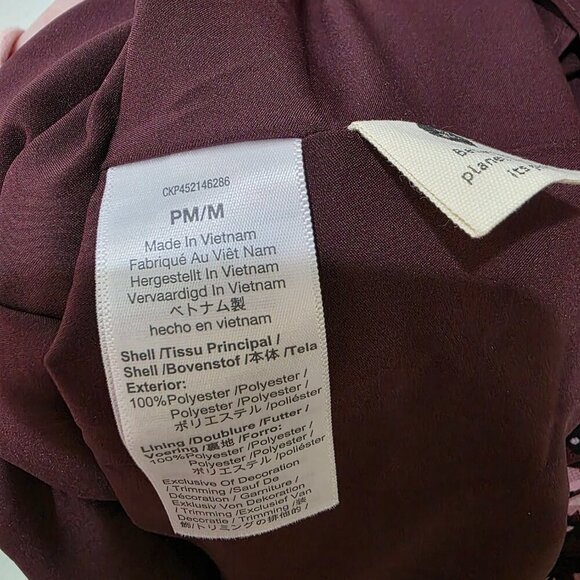 CKP452146286
PM/M
Made In Vietnam
Fabriqué Au Viêt Nam
Hergestellt In Vietnam
Vervaardigd In Vietnam
ベトナム製
hecho en vietnam
Shell /Tissu Principal /
Shell /Bovenstof /本体 /Tela
Exterior:
100%Polyester /Polyester /
Polyester /Polyester /
ポリエステル /poliéster
Lining /Doublure /Futter /
Voering /裏地 /Forro:
100%Polyester /Polyester /
Polyester /Polyester /
ポリエステル /poliéster
Exclusive Of Decoration
/ Trimming /Sauf De
Décoration / Garniture /
Exklusiv Von Dekoration
/ Trimming /Exclusief Van
Decoratie / Trimming /装
飾/トリミングの排他的/
plane
its